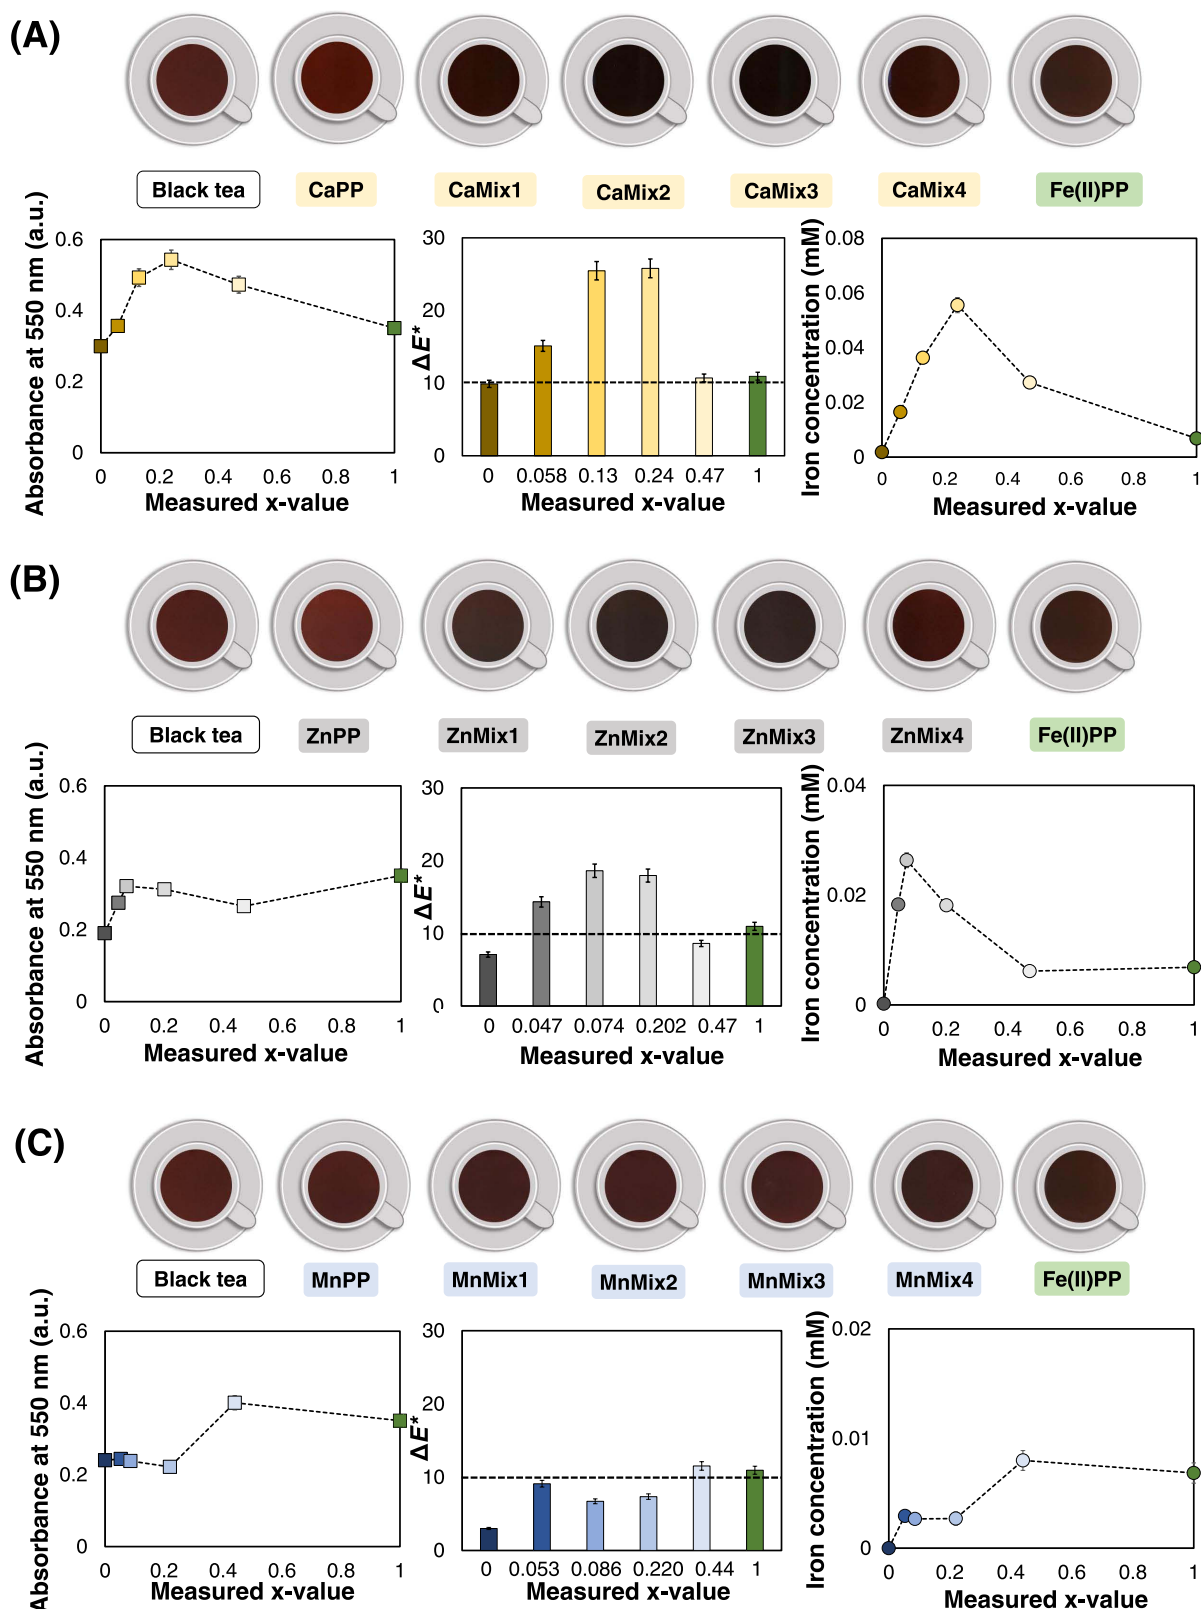 (A)
Black tea CaPP CaMix1 CaMix2 CaMix3 CaMix4 Fe(II)PP
Absorbance at 550 nm (a.u.)
0.6
0.4
0.2
0
0 0.2 0.4 0.6 0.8 1
Measured x-value
ΔE*
30
20
10
0
0 0.058 0.13 0.24 0.47 1
Measured x-value
Iron concentration (mM)
0.08
0.06
0.04
0.02
0
0 0.2 0.4 0.6 0.8 1
Measured x-value
(B)
Black tea ZnPP ZnMix1 ZnMix2 ZnMix3 ZnMix4 Fe(II)PP
Absorbance at 550 nm (a.u.)
0.6
0.4
0.2
0
0 0.2 0.4 0.6 0.8 1
Measured x-value
ΔE*
30
20
10
0
0 0.047 0.074 0.202 0.47 1
Measured x-value
Iron concentration (mM)
0.04
0.02
0
0 0.2 0.4 0.6 0.8 1
Measured x-value
(C)
Black tea MnPP MnMix1 MnMix2 MnMix3 MnMix4 Fe(II)PP
Absorbance at 550 nm (a.u.)
0.6
0.4
0.2
0
0 0.2 0.4 0.6 0.8 1
Measured x-value
ΔE*
30
20
10
0
0 0.053 0.086 0.220 0.44 1
Measured x-value
Iron concentration (mM)
0.02
0.01
0
0 0.2 0.4 0.6 0.8 1
Measured x-value